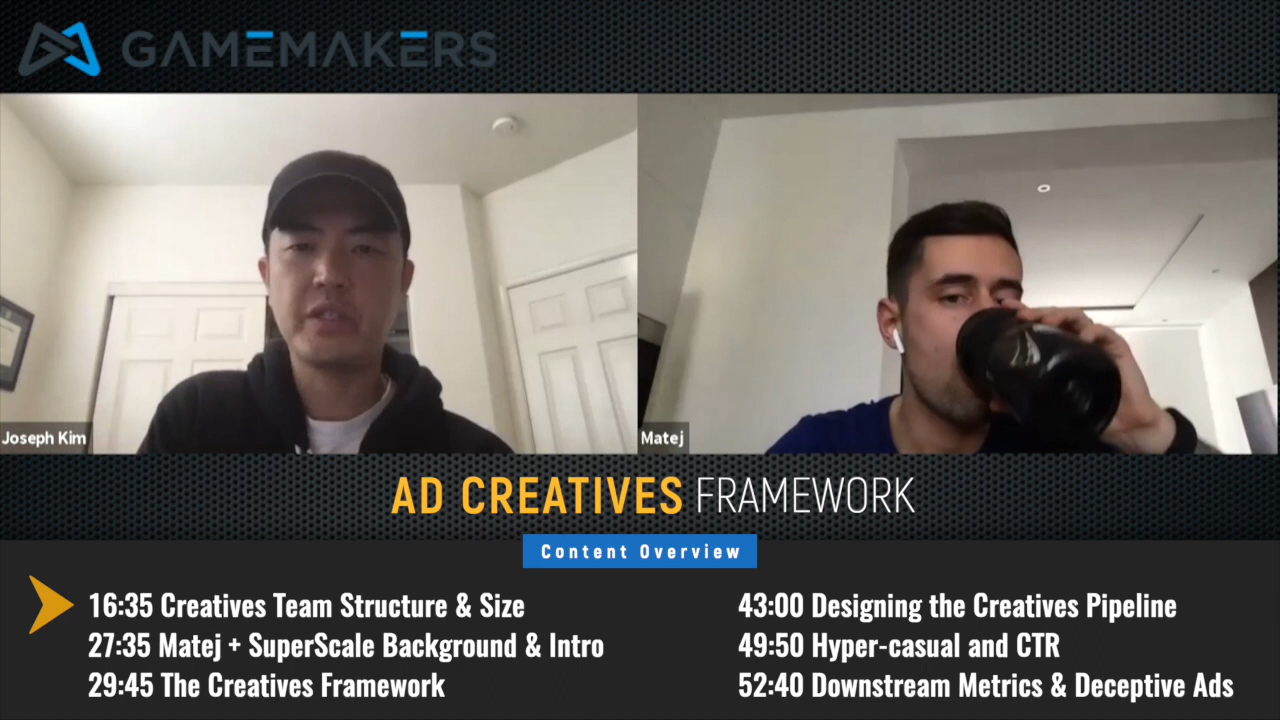 GAMEMAKERS
Joseph Kim
Matej
AD CREATIVES FRAMEWORK
Content Overview
16:35 Creatives Team Structure & Size
27:35 Matej + SuperScale Background & Intro
29:45 The Creatives Framework
43:00 Designing the Creatives Pipeline
49:50 Hyper-casual and CTR
52:40 Downstream Metrics & Deceptive Ads